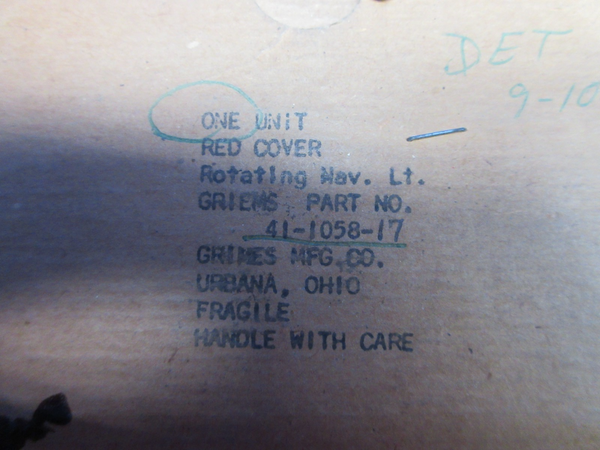 DET
9-10
ONE UNIT
RED COVER
Rotating Nav. Lt.
GRIEMS PART NO.
41-1058-17
GRIMES MFG.CO.
URBANA, OHIO
FRAGILE
HANDLE WITH CARE